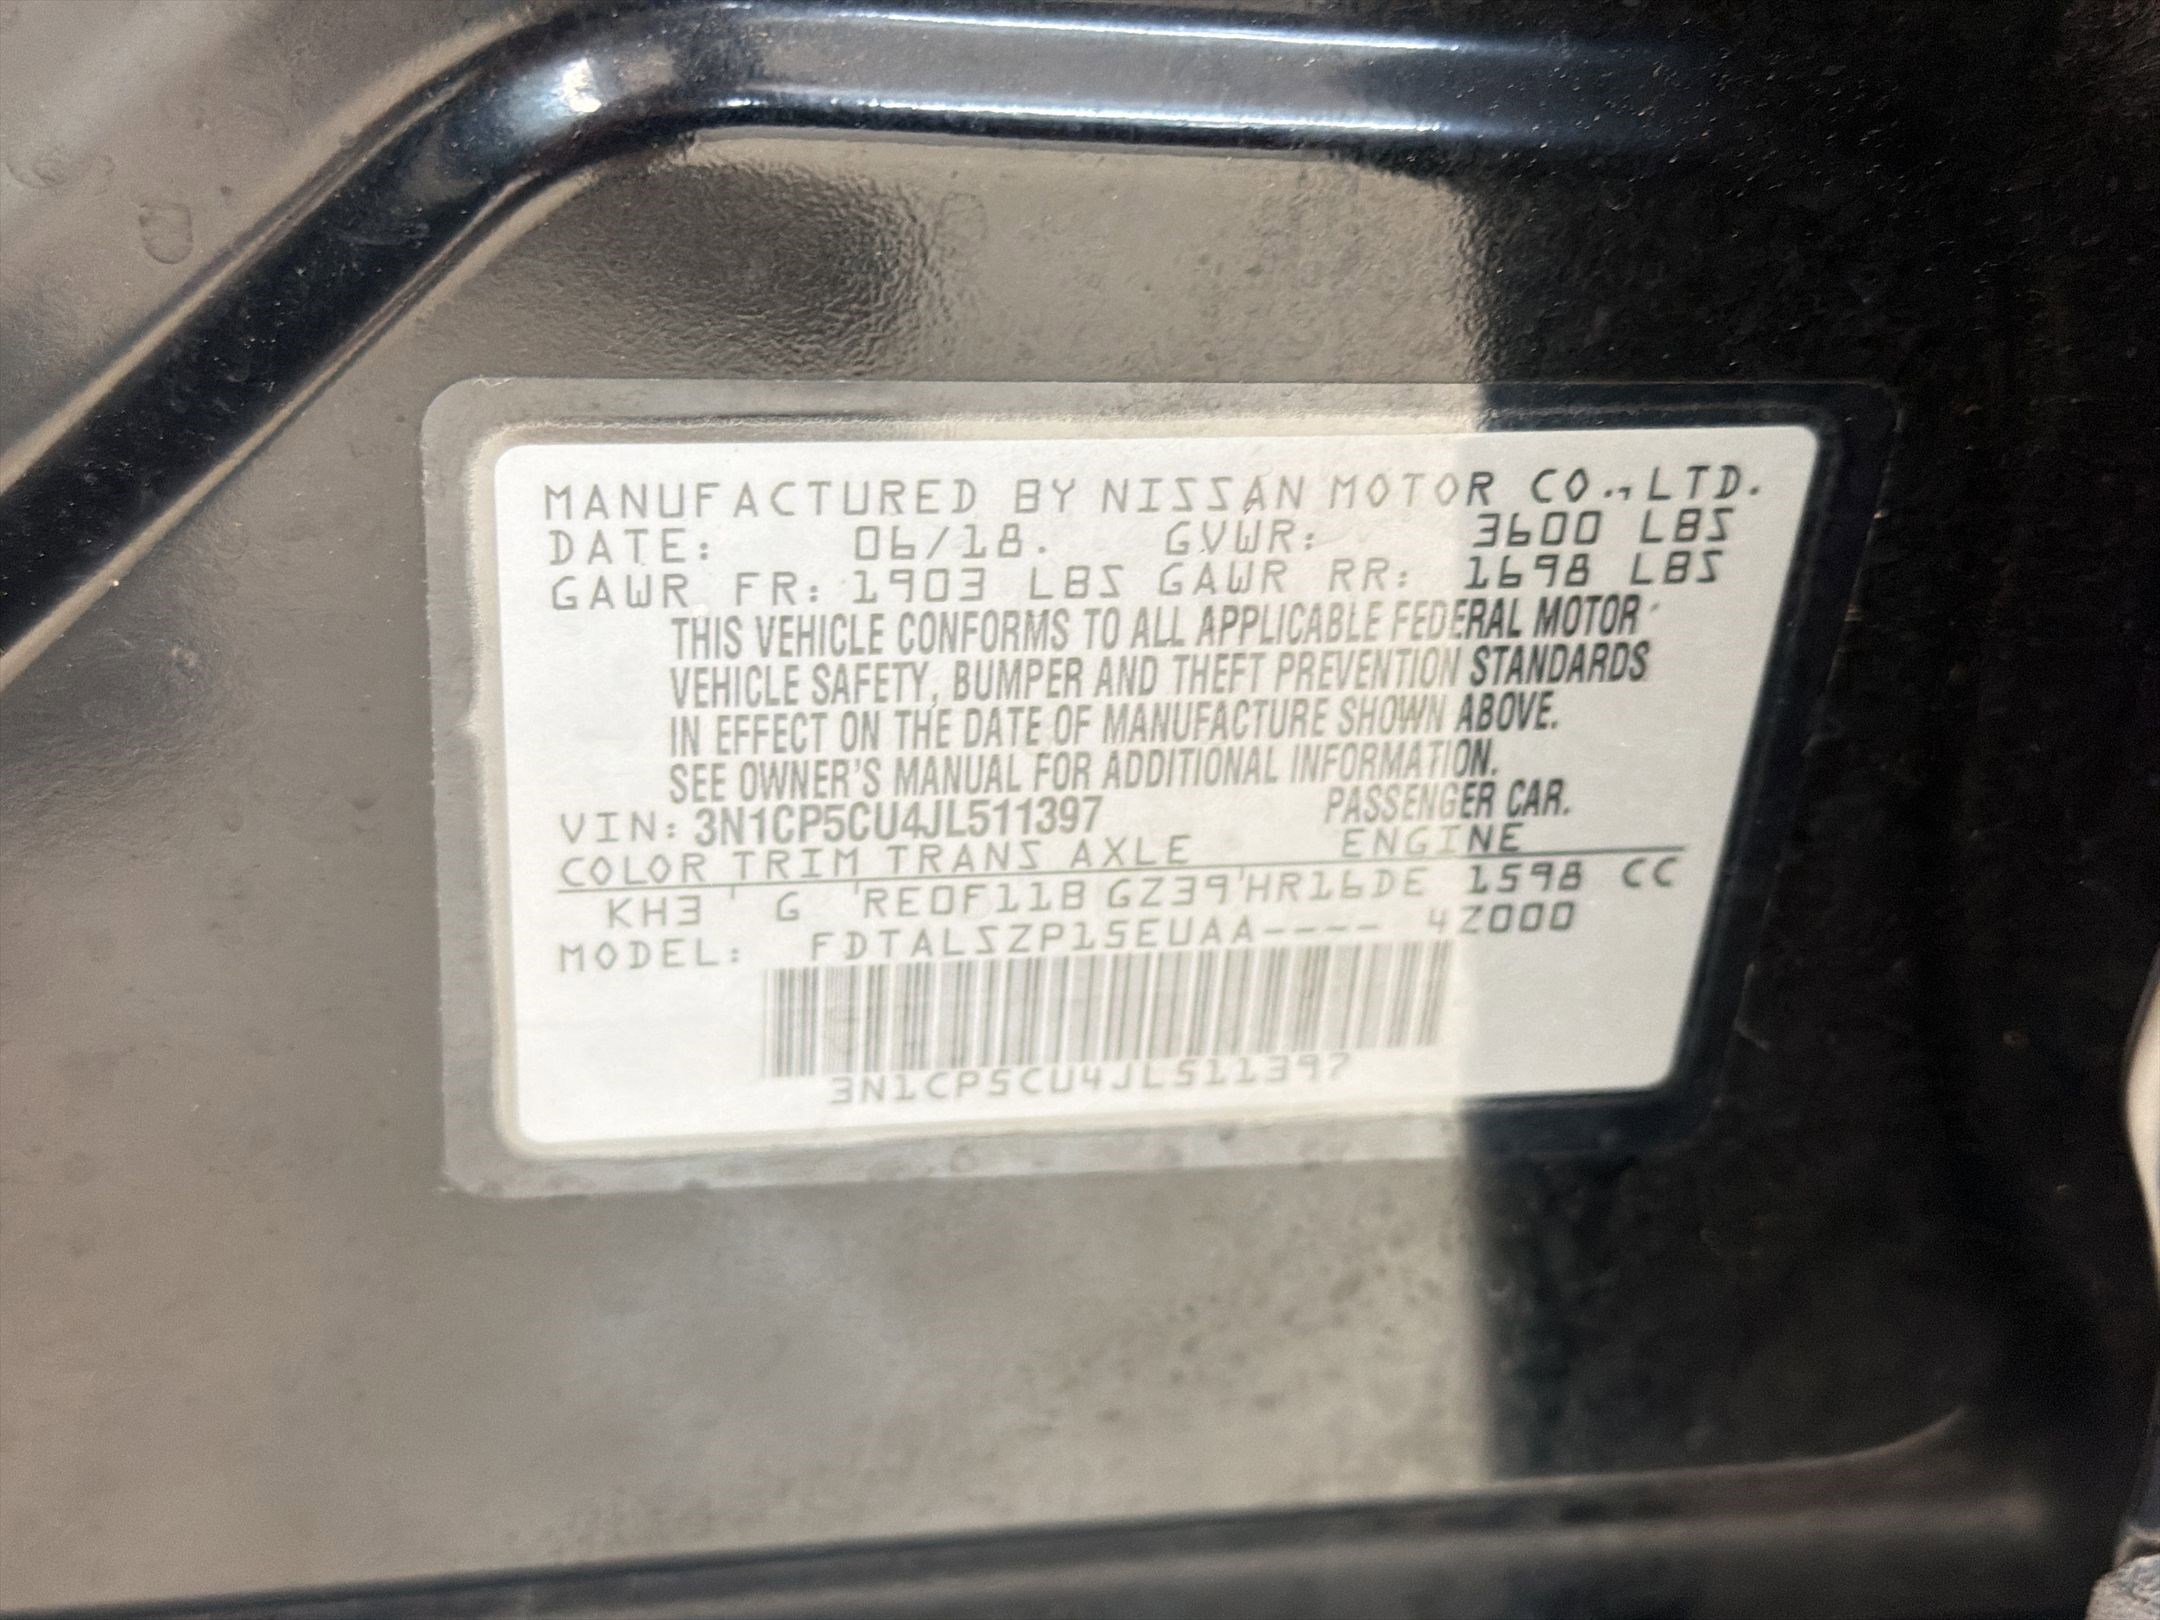 MANUFACTURED BY NISSAN MOTOR CO.,LTD.
DATE: 06/18. GVWR: 3600 LBS
GAWR FR: 1903 LBS GAWR RR: 1698 LBS
THIS VEHICLE CONFORMS TO ALL APPLICABLE FEDERAL MOTOR
VEHICLE SAFETY, BUMPER AND THEFT PREVENTION STANDARDS
IN EFFECT ON THE DATE OF MANUFACTURE SHOWN ABOVE.
SEE OWNER'S MANUAL FOR ADDITIONAL INFORMATION.
VIN: 3N1CP5CU4JL511397 PASSENGER CAR.
COLOR TRIM TRANS AXLE ENGINE
KH3 ' G 'RE0F11B GZ39'HR16DE 1598 CC
MODEL: FDTALSZP15EUAA---- 4Z000
3N1CP5CU4JL511397